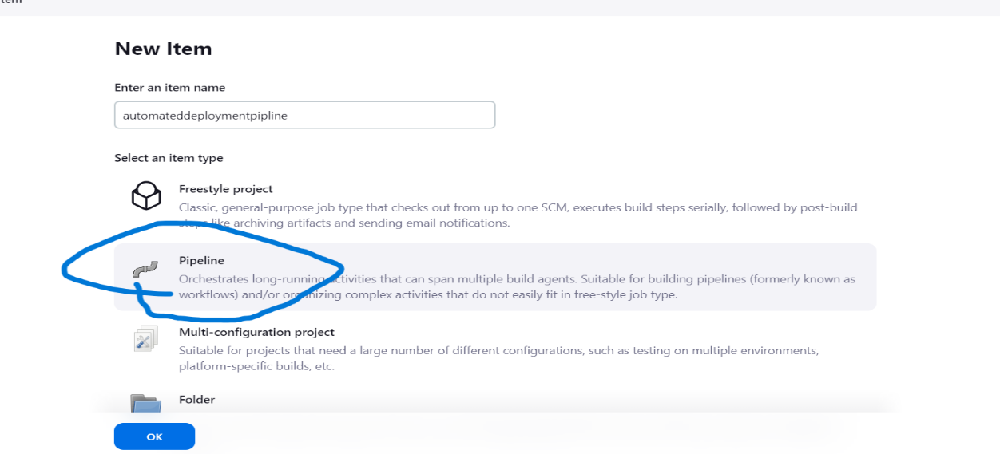 New Item
Enter an item name
automateddeploymentpipline
Select an item type
Freestyle project
Classic, general-purpose job type that checks out from up to one SCM, executes build steps serially, followed by post-build
steps like archiving artifacts and sending email notifications.
Pipeline
Orchestrates long-running activities that can span multiple build agents. Suitable for building pipelines (formerly known as
workflows) and/or organizing complex activities that do not easily fit in free-style job type.
Multi-configuration project
Suitable for projects that need a large number of different configurations, such as testing on multiple environments,
platform-specific builds, etc.
Folder
OK